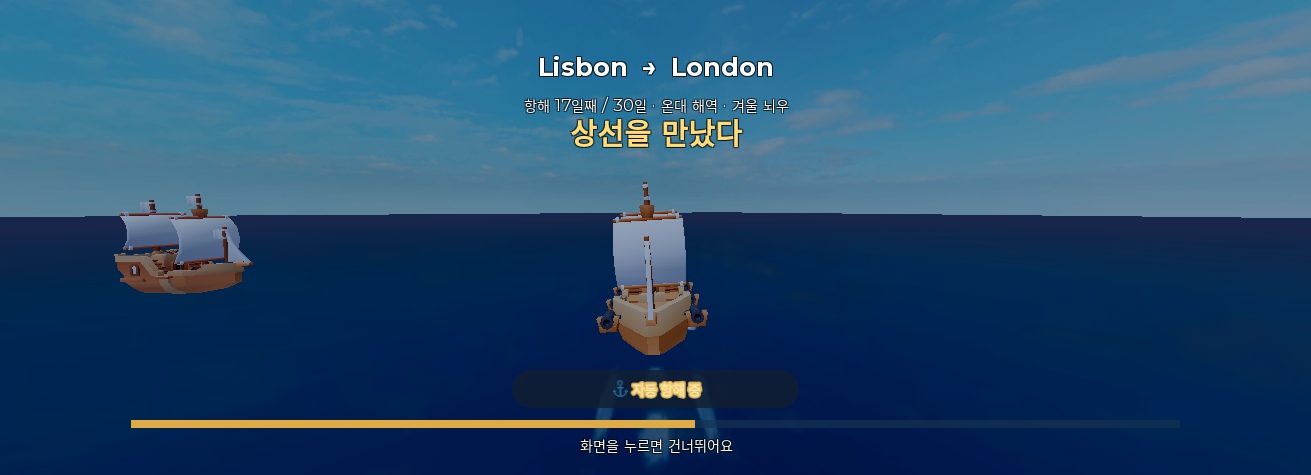 Lisbon → London
항해 17일째 / 30일 · 온대 해역 · 겨울 뇌우
상선을 만났다
⚓ 자동 항해 중
화면을 누르면 건너뛰어요